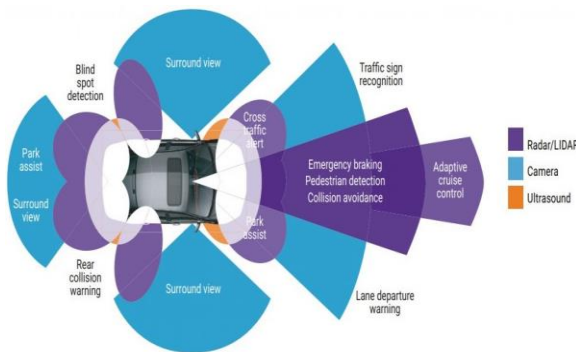 Surround view
Blind
spot
detection
Traffic sign
recognition
Cross
traffic
alert
Park
assist
Surround
view
Emergency braking
Pedestrian detection
Collision avoidance
Adaptive
cruise
control
Radar/LIDAR
Camera
Ultrasound
Park
assist
Rear
collision
warning
Surround view
Lane departure
warning